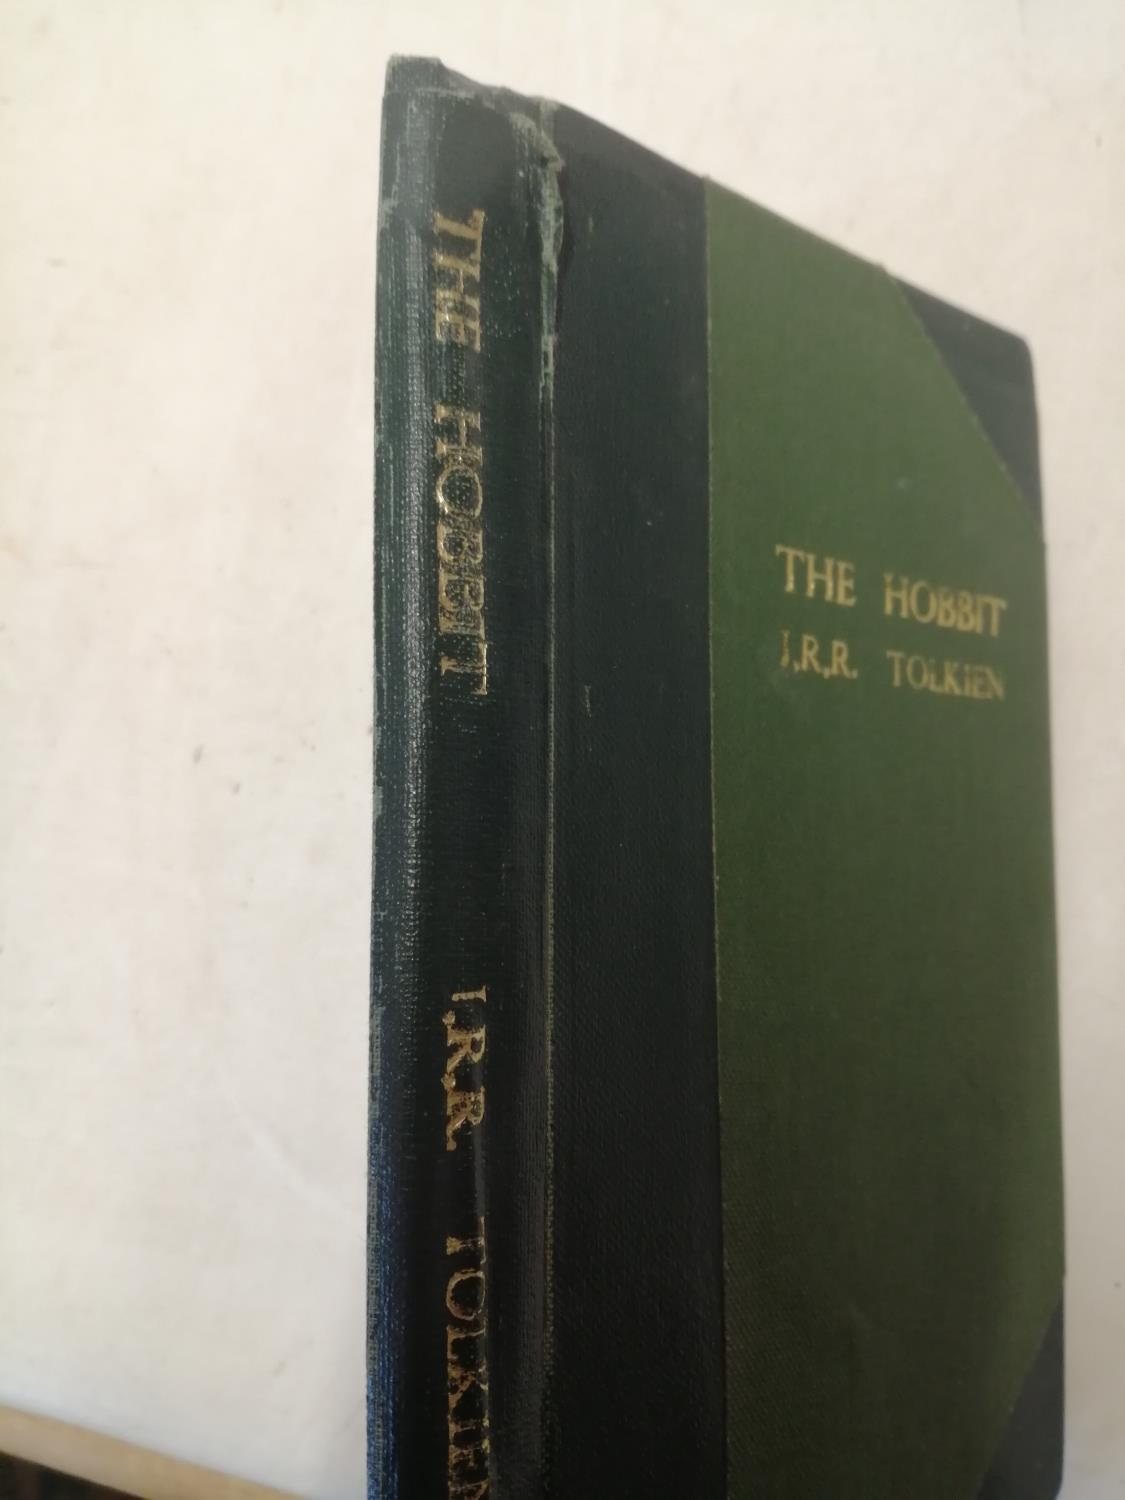 THE HOBBIT J.R.R. TOLKIEN
THE HOBBIT
J.R.R. TOLKIEN